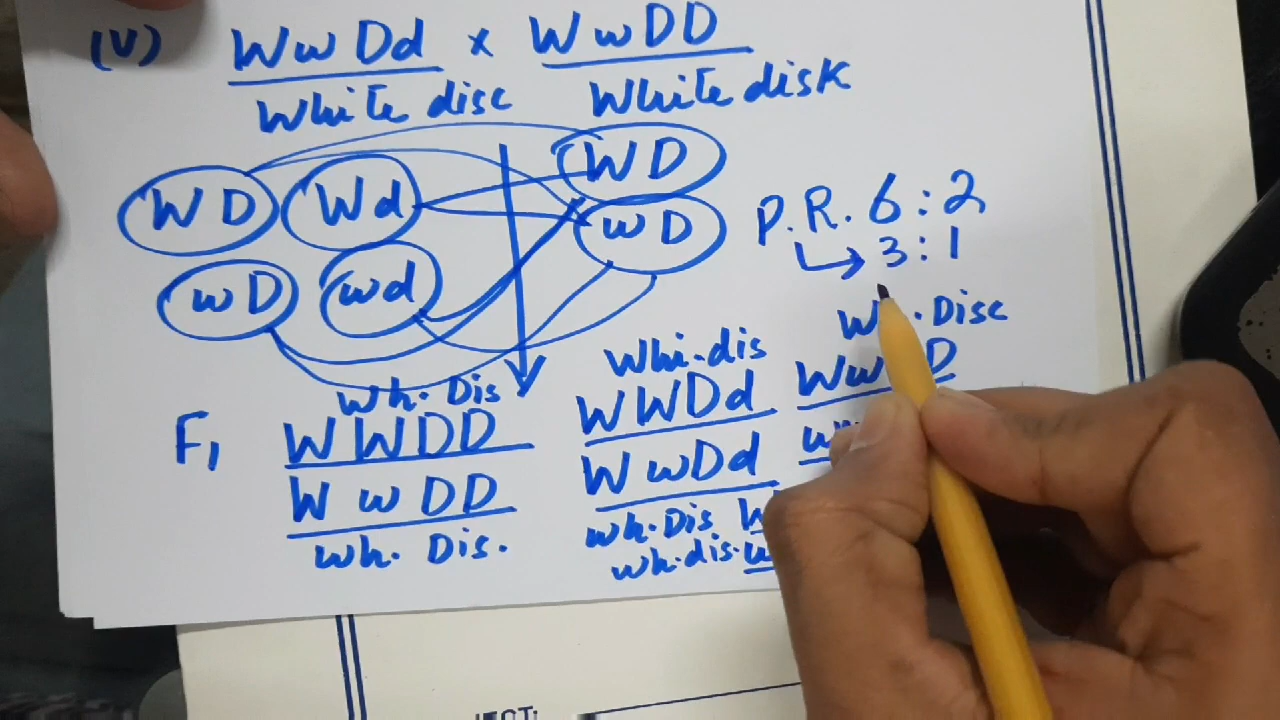 (V) WwDd x WwDD
White disc White disk
WD Wd WD
wD wd wD
P.R. 6:2
3:1
Disc
Wh. Dis Whi-dis
F1 WWDD WWDd
WwDD WwDd
Wh. Dis. Wh. Dis
Wh. dis.